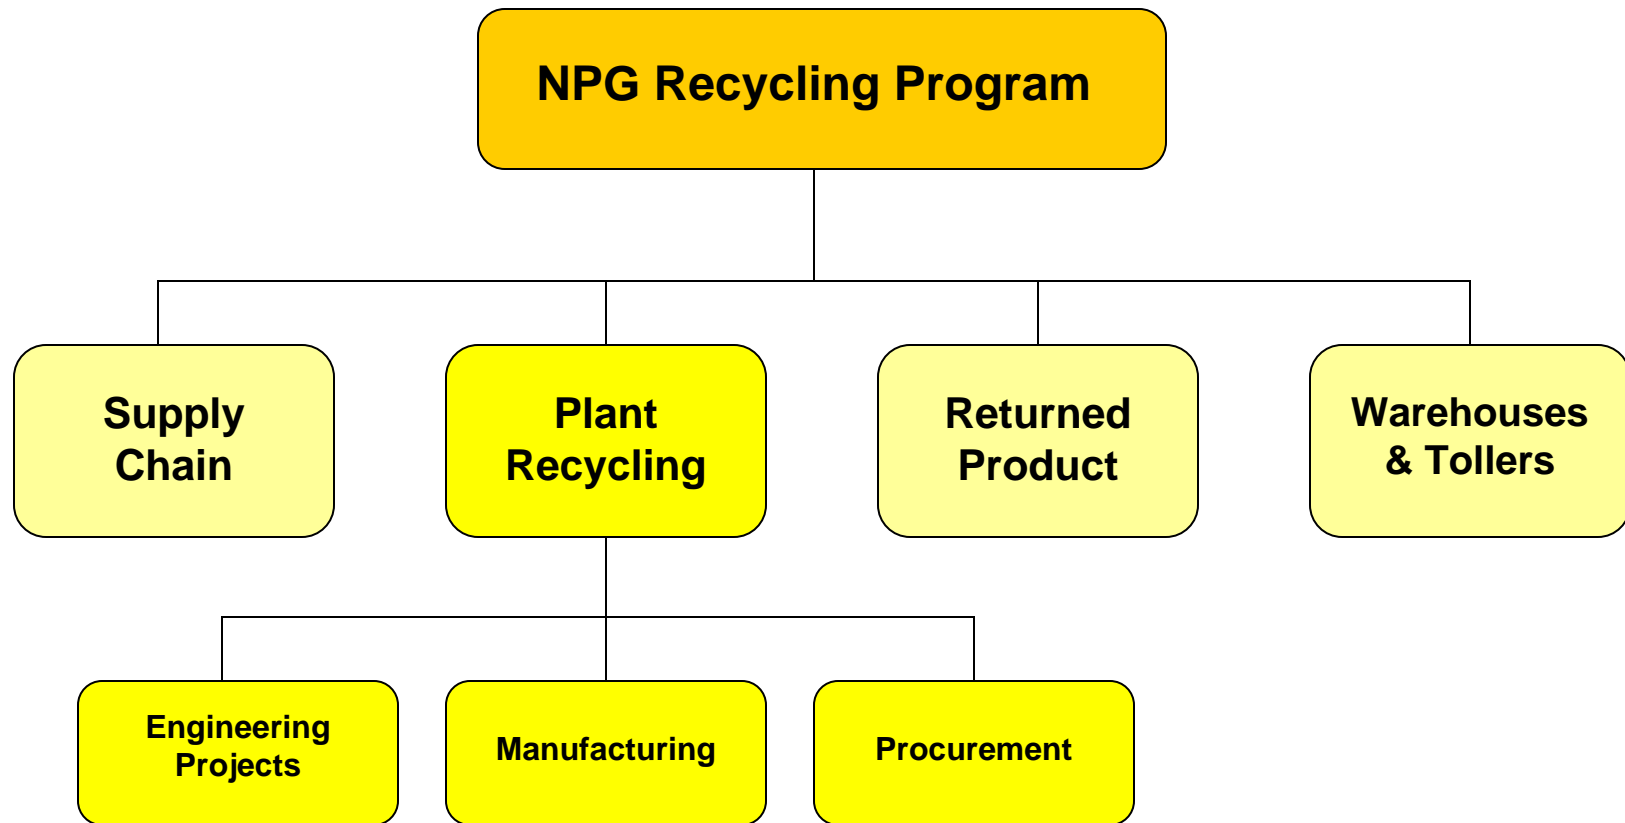 NPG Recycling Program
Supply
Chain
Plant
Recycling
Returned
Product
Warehouses
& Tollers
Engineering
Projects
Manufacturing
Procurement